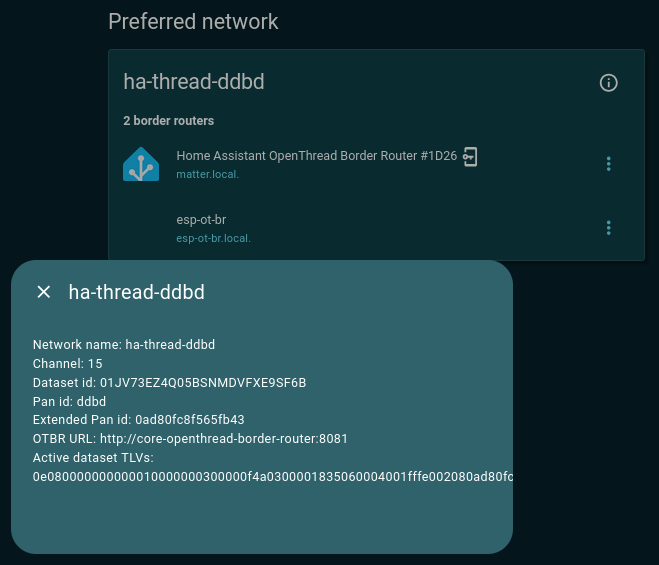 Preferred network
ha-thread-ddbd
2 border routers
Home Assistant OpenThread Border Router #1D26
matter.local.
esp-ot-br
esp-ot-br.local.
ha-thread-ddbd
Network name: ha-thread-ddbd
Channel: 15
Dataset id: 01JV73EZ4Q05BSNMDVFXE9SF6B
Pan id: ddbd
Extended Pan id: 0ad80fc8f565fb43
OTBR URL: http://core-openthread-border-router:8081
Active dataset TLVs:
0e080000000000010000000300000f4a0300001835060004001fffe002080ad80fc